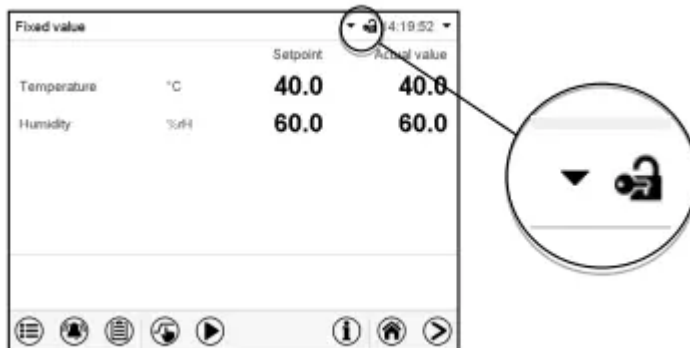 Fixed value 14:19:52
Setpoint Actual value
Temperature °C 40.0 40.0
Humidity %rH 60.0 60.0